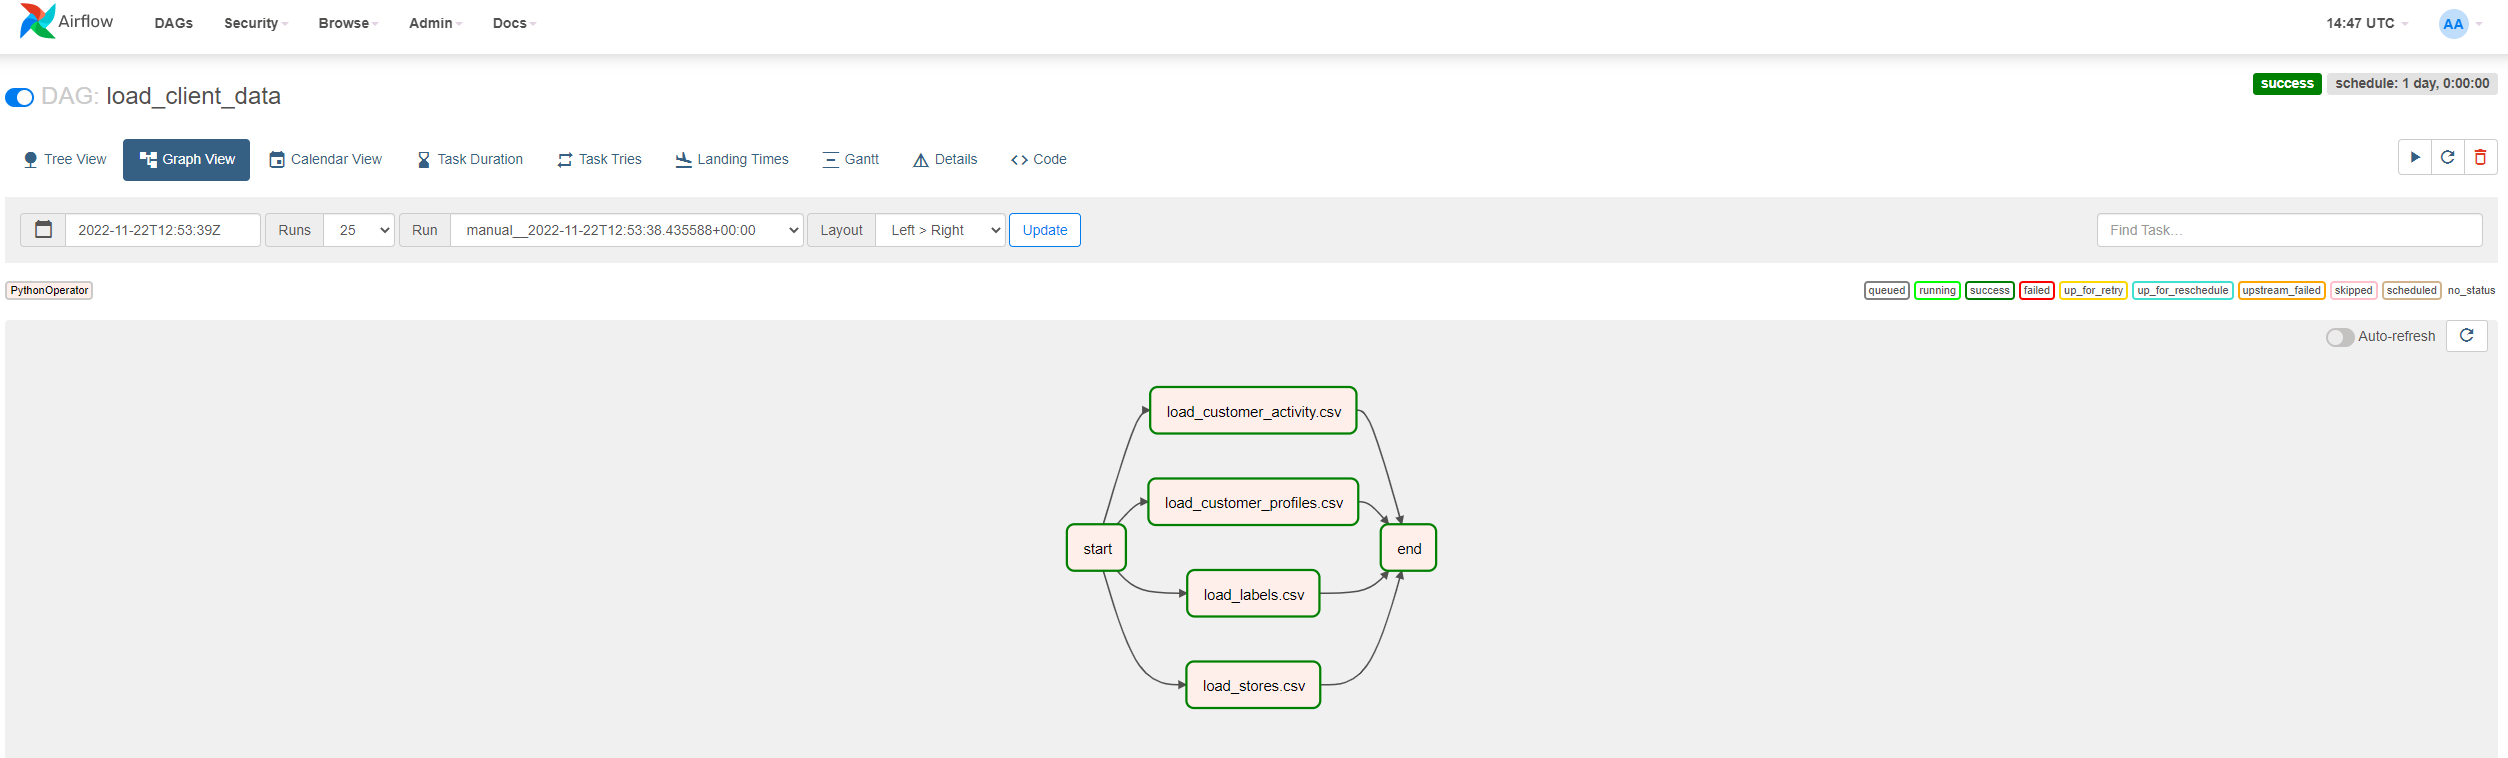 Airflow DAGs Security Browse Admin Docs 14:47 UTC AA
DAG: load_client_data success schedule: 1 day, 0:00:00
Tree View Graph View Calendar View Task Duration Task Tries Landing Times Gantt Details Code
2022-11-22T12:53:39Z Runs 25 Run manual__2022-11-22T12:53:38.435588+00:00 Layout Left > Right Update Find Task...
PythonOperator queued running success failed up_for_retry up_for_reschedule upstream_failed skipped scheduled no_status
Auto-refresh
load_customer_activity.csv
load_customer_profiles.csv
start end
load_labels.csv
load_stores.csv